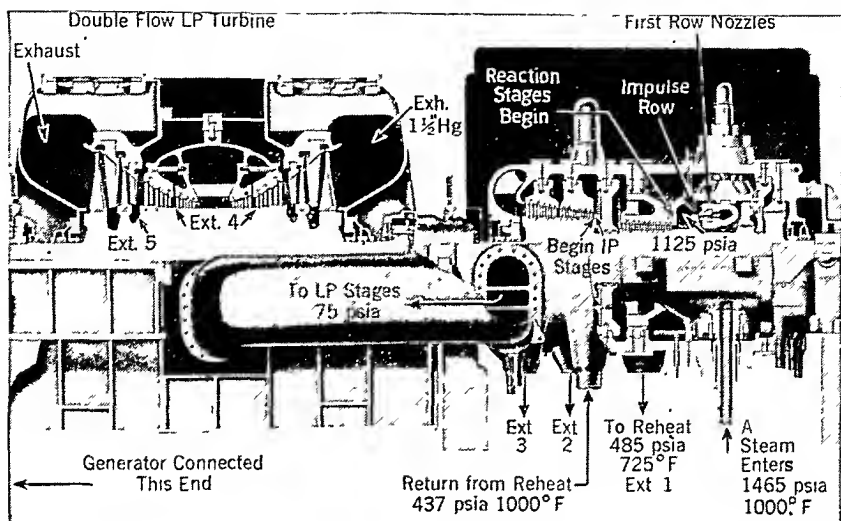 Double Flow LP Turbine
First Row Nozzles
Exhaust
Exh.
1½"Hg
Reaction
Stages
Begin
Impulse
Row
Ext. 5
Ext. 4
Begin IP
Stages
1125 psia
To LP Stages
75 psia
Ext
3
Ext
2
To Reheat
485 psia
725°F
Ext 1
A
Steam
Enters
1465 psia
1000°F
Return from Reheat
437 psia 1000°F
Generator Connected
This End